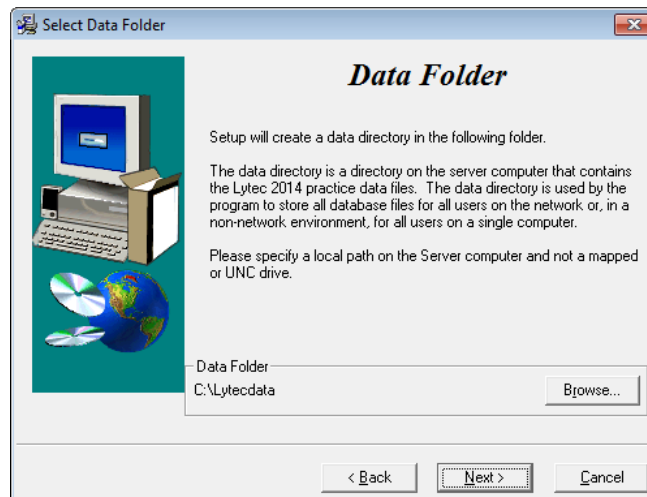 Select Data Folder
Data Folder
Setup will create a data directory in the following folder.
The data directory is a directory on the server computer that contains
the Lytec 2014 practice data files. The data directory is used by the
program to store all database files for all users on the network or, in a
non-network environment, for all users on a single computer.
Please specify a local path on the Server computer and not a mapped
or UNC drive.
Data Folder
C:\Lytecdata
Browse...
< Back
Next >
Cancel